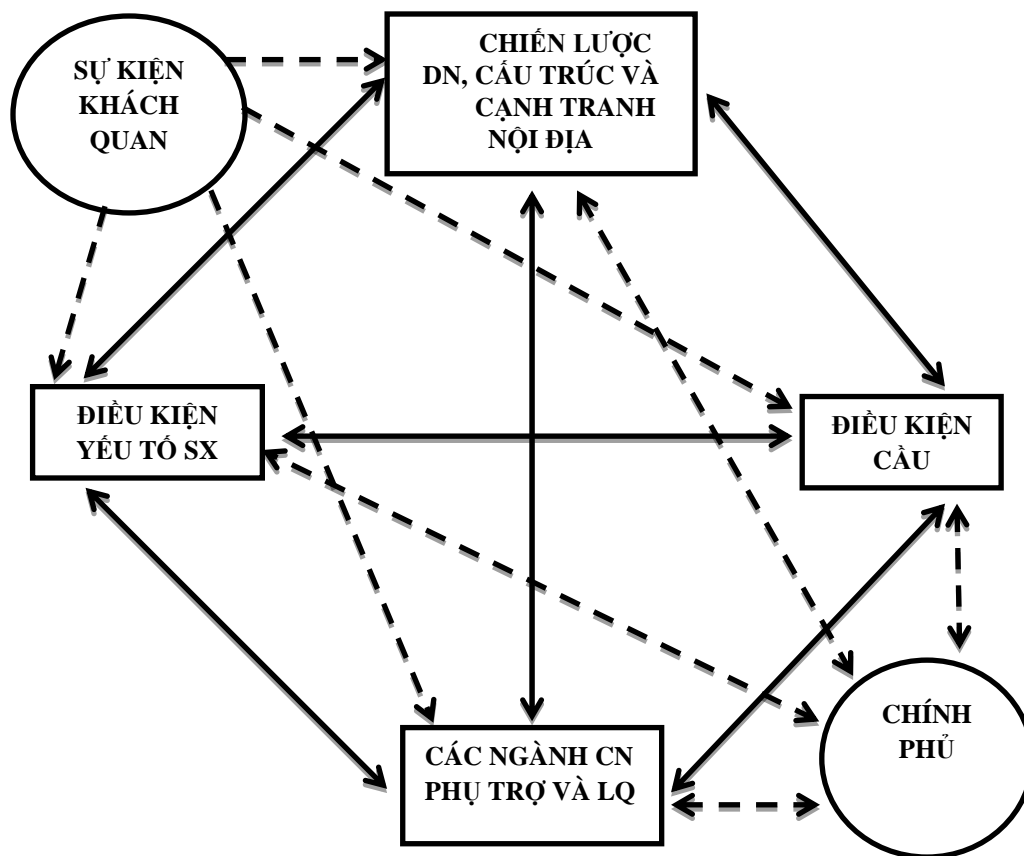 SỰ KIỆN
KHÁCH
QUAN
CHIẾN LƯỢC
DN, CẤU TRÚC VÀ
CẠNH TRANH
NỘI ĐỊA
ĐIỀU KIỆN
YẾU TỐ SX
ĐIỀU KIỆN
CẦU
CÁC NGÀNH CN
PHỤ TRỢ VÀ LQ
CHÍNH
PHỦ